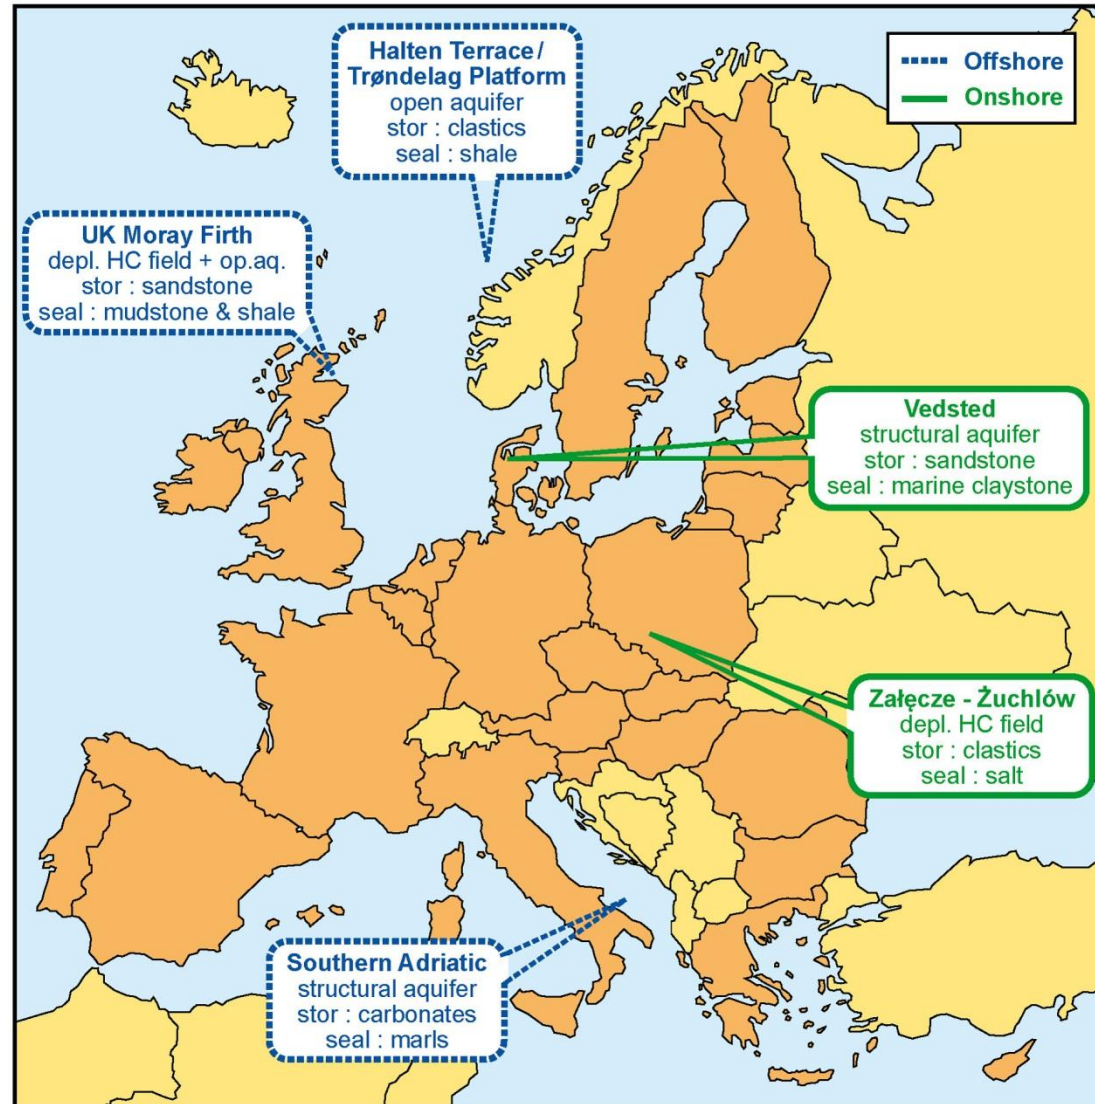 Halten Terrace /
Trøndelag Platform
open aquifer
stor : clastics
seal : shale
Offshore
Onshore
UK Moray Firth
depl. HC field + op.aq.
stor : sandstone
seal : mudstone & shale
Vedsted
structural aquifer
stor : sandstone
seal : marine claystone
Załęcze - Żuchlów
depl. HC field
stor : clastics
seal : salt
Southern Adriatic
structural aquifer
stor : carbonates
seal : marls